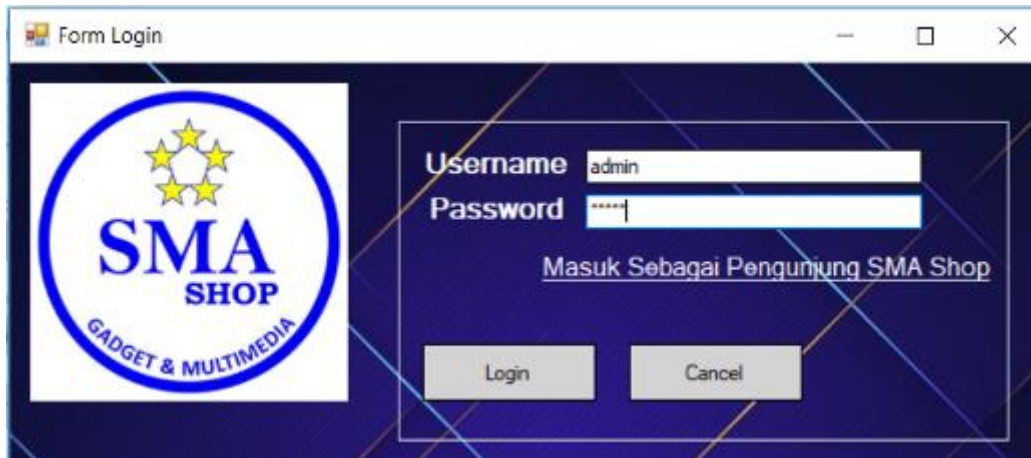 Form Login
SMA
SHOP
GADGET & MULTIMEDIA
Username admin
Password *****
Masuk Sebagai Pengunjung SMA Shop
Login Cancel